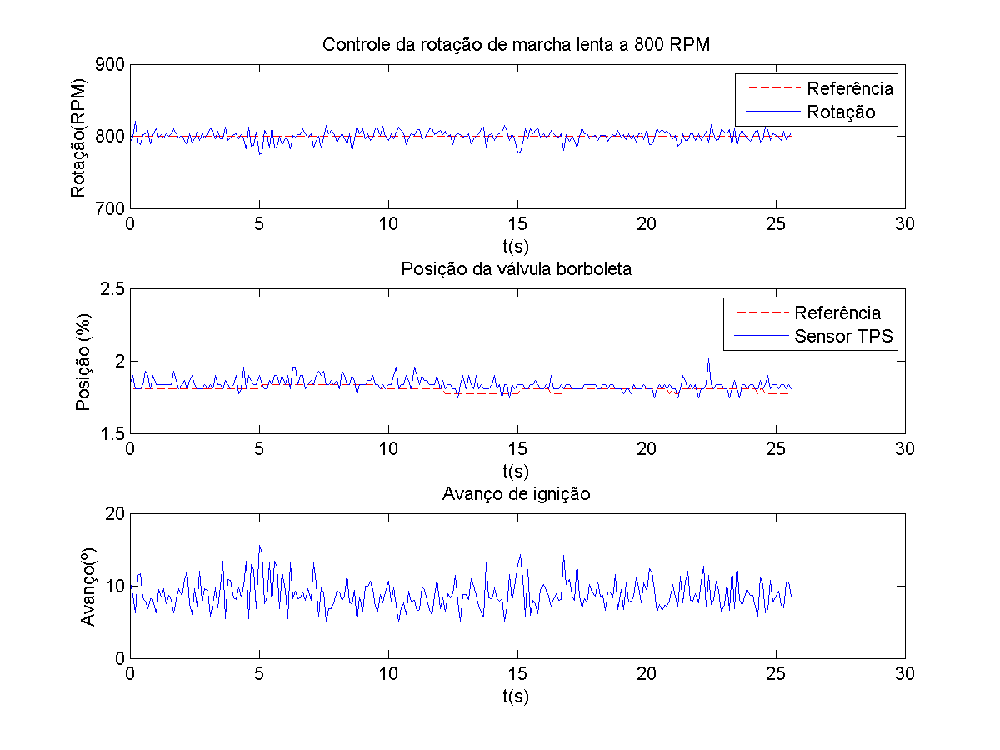 Controle da rotação de marcha lenta a 800 RPM
900
800
700
Rotação(RPM)
Referência
Rotação
0 5 10 15 20 25 30
t(s)
Posição da válvula borboleta
2.5
2
1.5
Posição (%)
Referência
Sensor TPS
0 5 10 15 20 25 30
t(s)
Avanço de ignição
20
10
0
Avanço(º)
0 5 10 15 20 25 30
t(s)